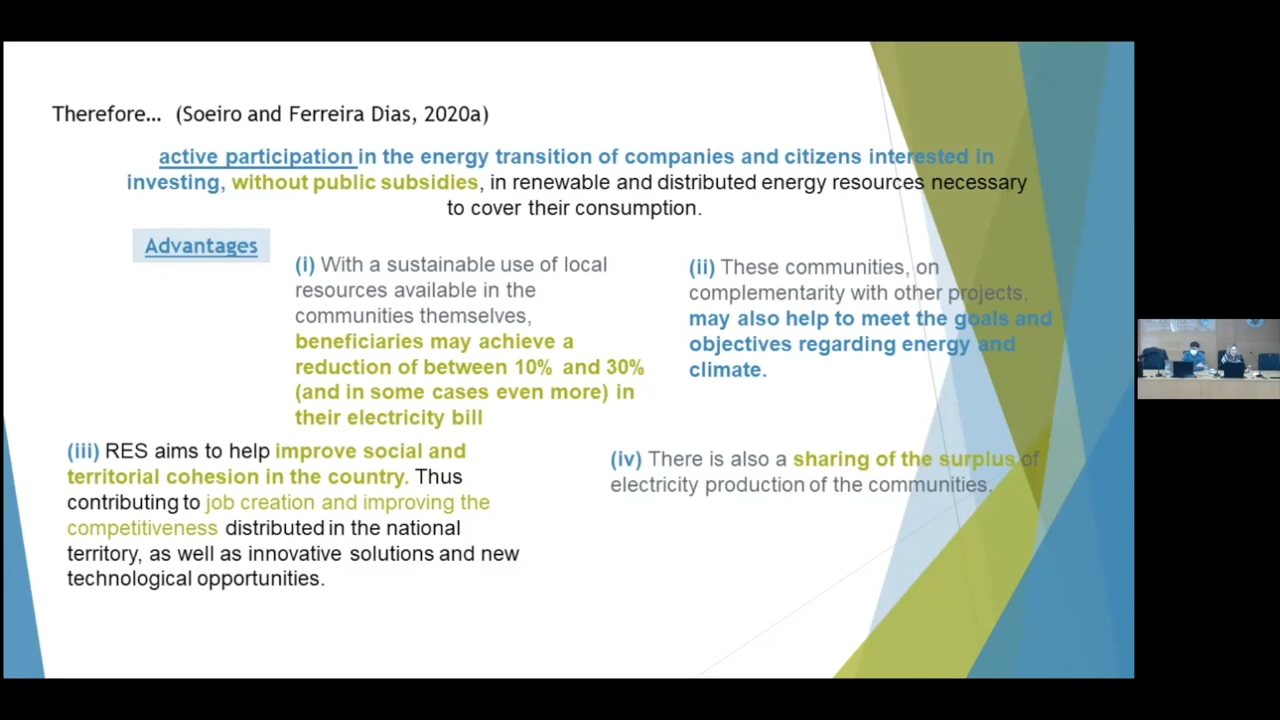 Therefore... (Soeiro and Ferreira Dias, 2020a)
active participation in the energy transition of companies and citizens interested in
investing, without public subsidies, in renewable and distributed energy resources necessary
to cover their consumption.
Advantages
(i) With a sustainable use of local
resources available in the
communities themselves,
beneficiaries may achieve a
reduction of between 10% and 30%
(and in some cases even more) in
their electricity bill
(ii) These communities, on
complementarity with other projects,
may also help to meet the goals and
objectives regarding energy and
climate.
(iii) RES aims to help improve social and
territorial cohesion in the country. Thus
contributing to job creation and improving the
competitiveness distributed in the national
territory, as well as innovative solutions and new
technological opportunities.
(iv) There is also a sharing of the surplus of
electricity production of the communities.